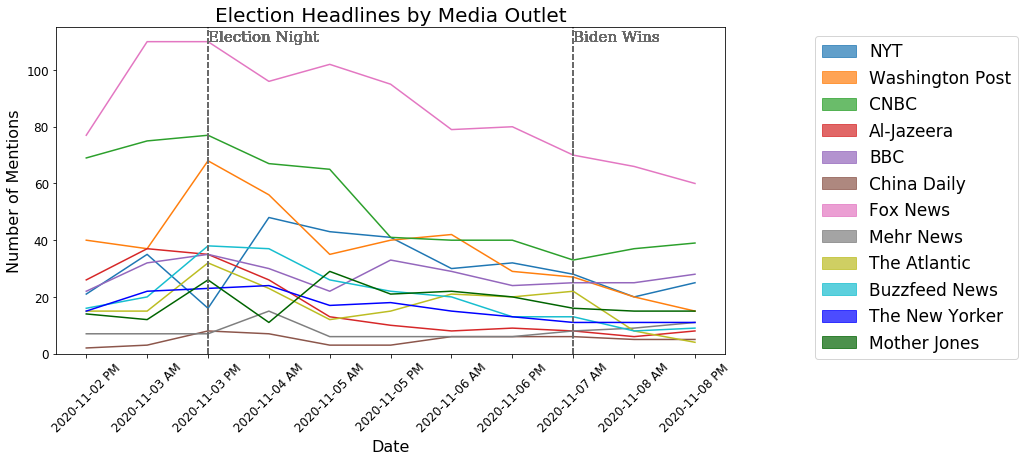 Election Headlines by Media Outlet
Election Night
Biden Wins
Number of Mentions
100
80
60
40
20
0
2020-11-02 PM
2020-11-03 AM
2020-11-03 PM
2020-11-04 AM
2020-11-05 AM
2020-11-05 PM
2020-11-06 AM
2020-11-06 PM
2020-11-07 AM
2020-11-08 AM
2020-11-08 PM
Date
NYT
Washington Post
CNBC
Al-Jazeera
BBC
China Daily
Fox News
Mehr News
The Atlantic
Buzzfeed News
The New Yorker
Mother Jones